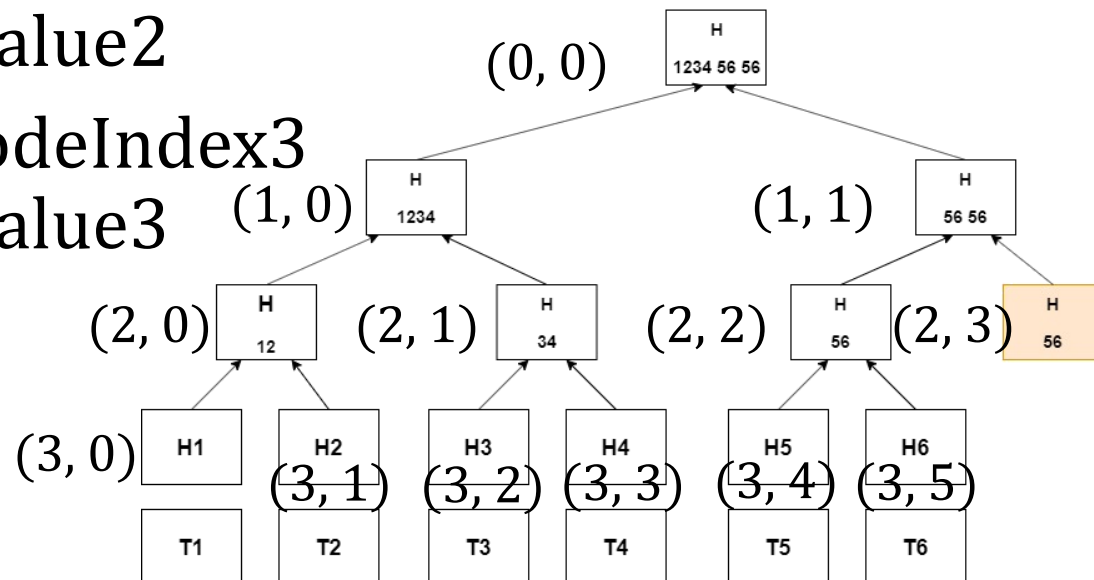 alue2
odeIndex3
alue3
(0, 0)
H
1234 56 56
(1, 0)
H
1234
(1, 1)
H
56 56
(2, 0)
H
12
(2, 1)
H
34
(2, 2)
H
56
(2, 3)
H
56
(3, 0)
H1
H2
(3, 1)
H3
(3, 2)
H4
(3, 3)
H5
(3, 4)
H6
(3, 5)
T1
T2
T3
T4
T5
T6